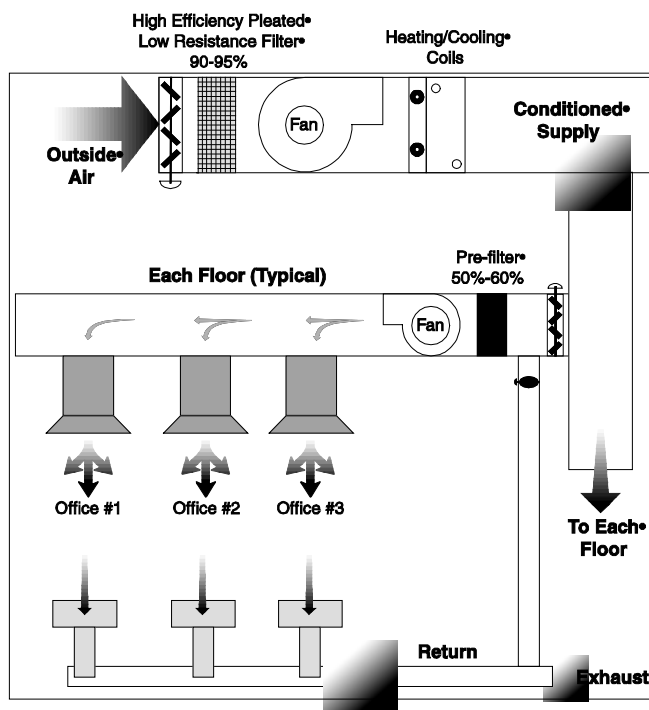 High Efficiency Pleated•
Low Resistance Filter•
90-95%
Heating/Cooling•
Coils
Fan
Conditioned•
Supply
Outside•
Air
Each Floor (Typical)
Pre-filter•
50%-60%
Fan
Office #1
Office #2
Office #3
To Each•
Floor
Return
Exhaust